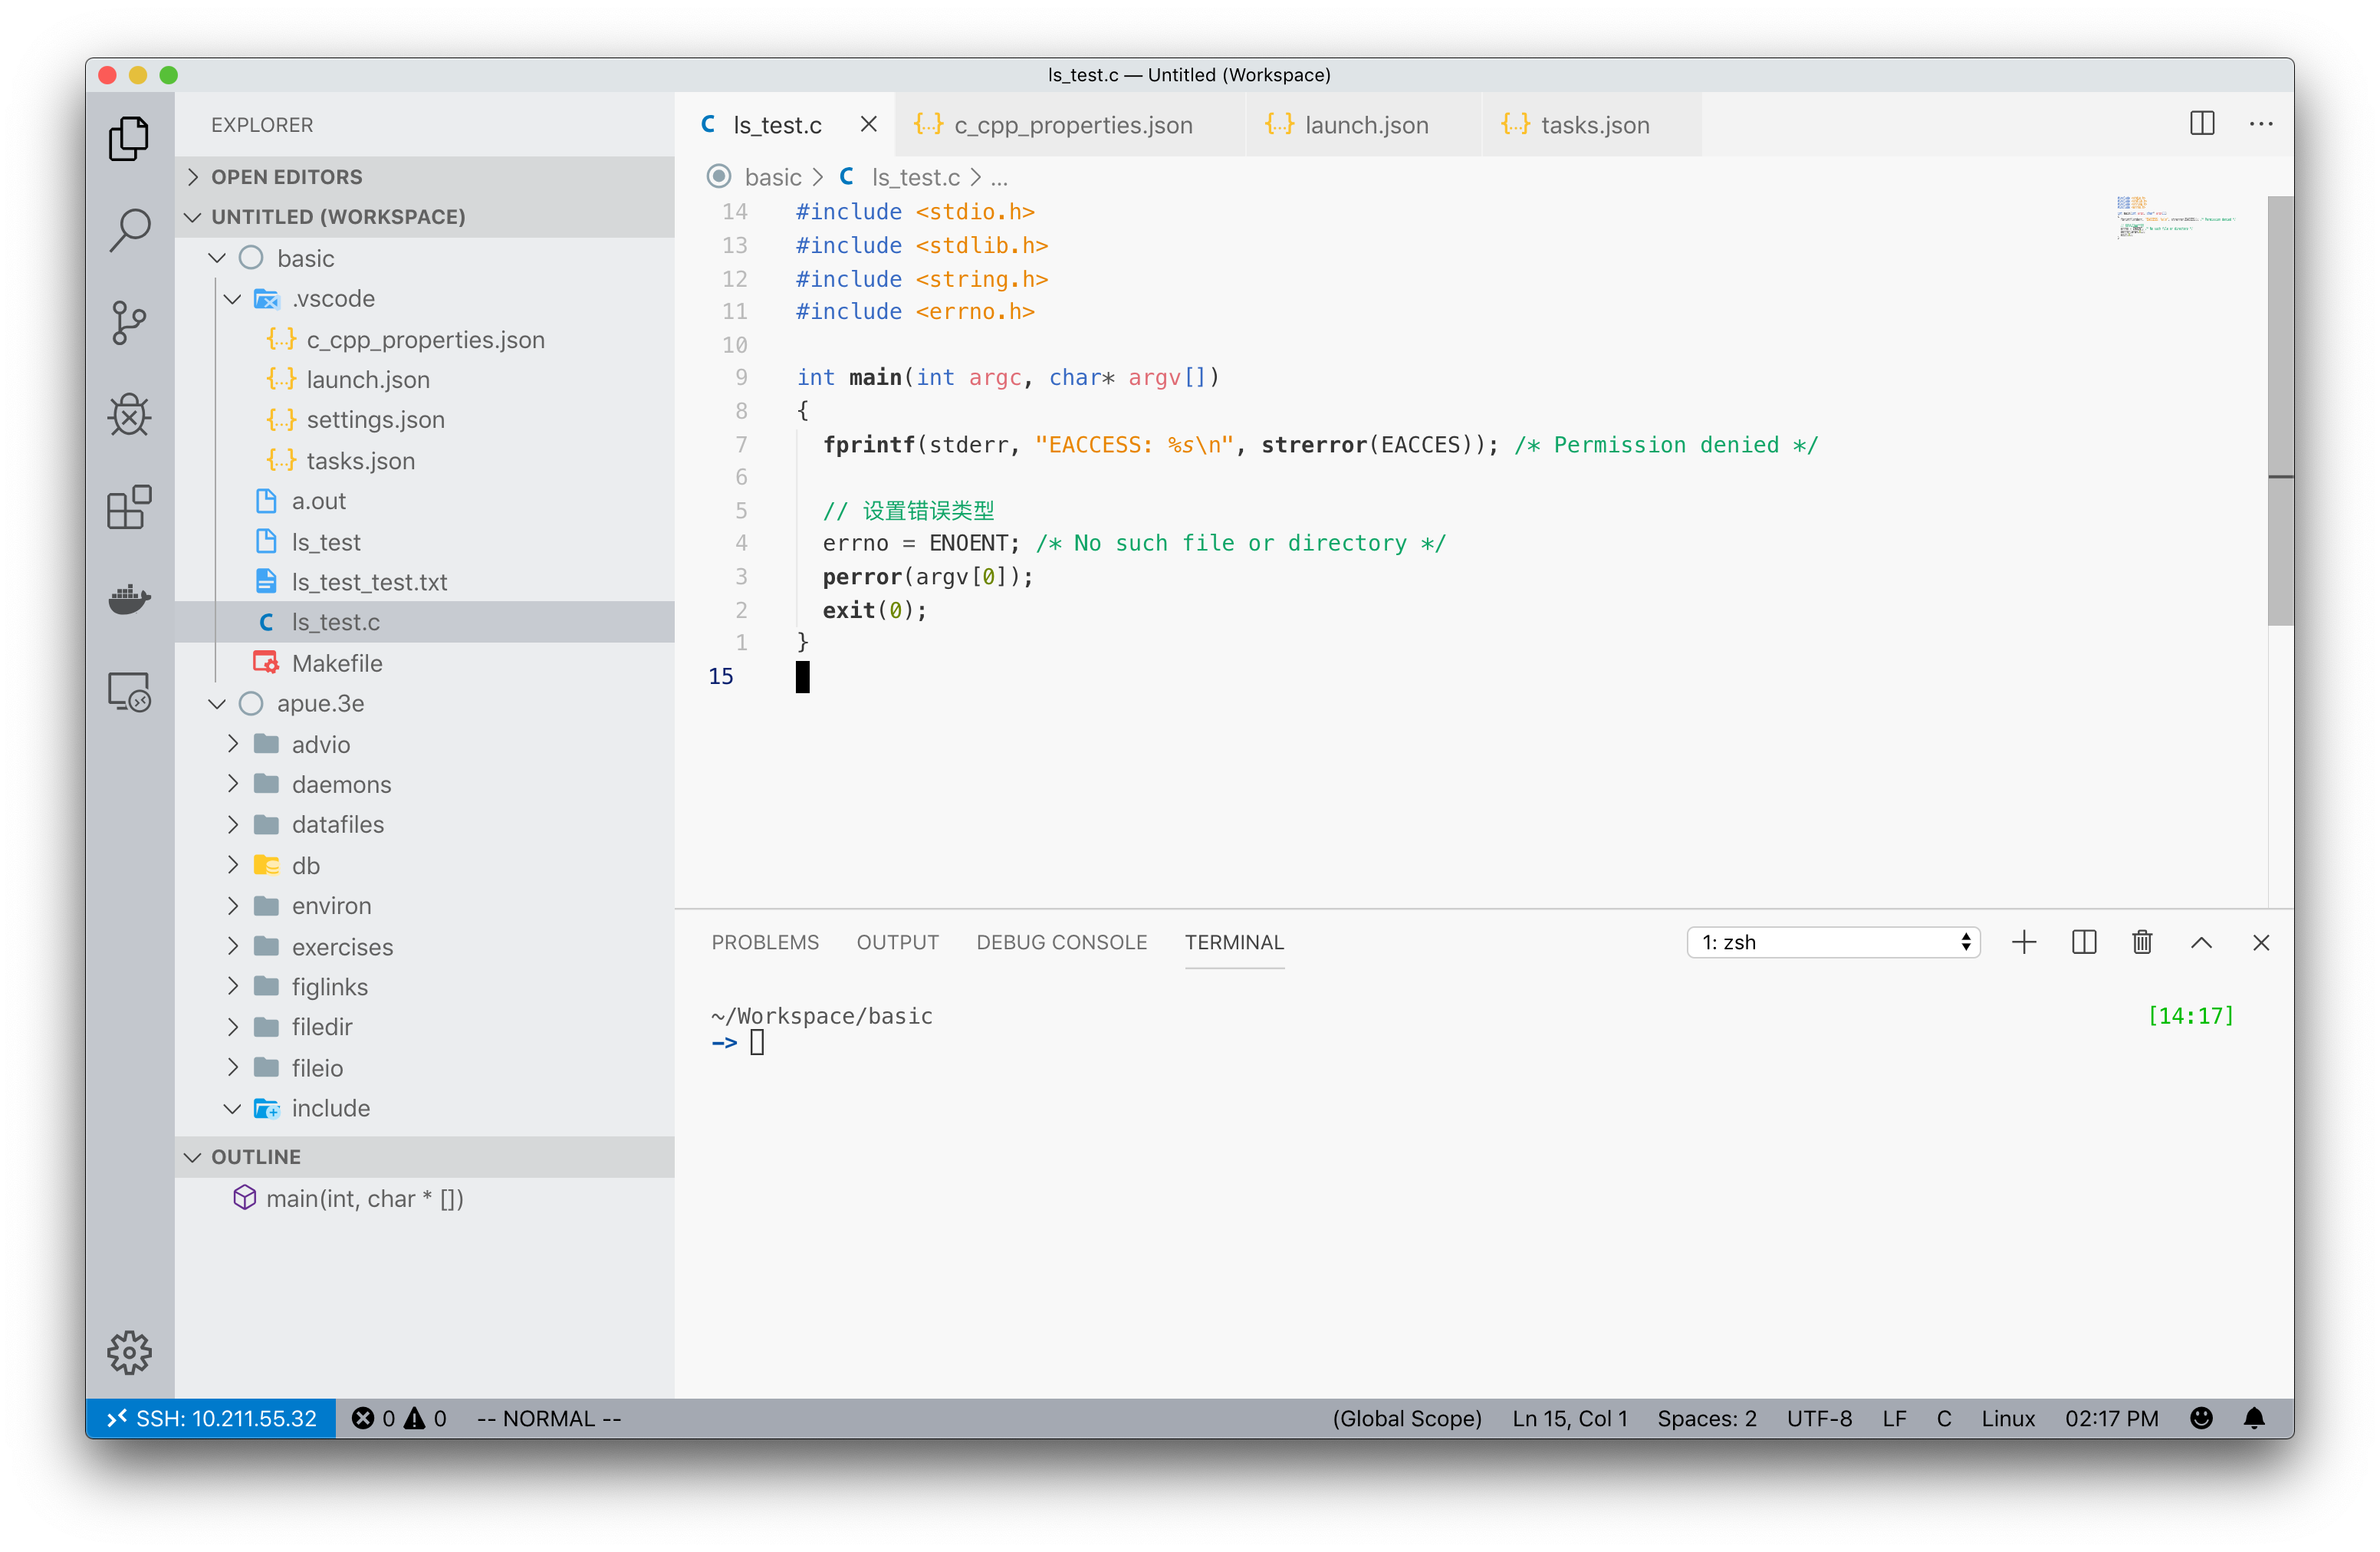 ls_test.c — Untitled (Workspace)
EXPLORER
OPEN EDITORS
UNTITLED (WORKSPACE)
basic
.vscode
{...} c_cpp_properties.json
{...} launch.json
{...} settings.json
{...} tasks.json
a.out
ls_test
ls_test_test.txt
C ls_test.c
Makefile
apue.3e
advio
daemons
datafiles
db
environ
exercises
figlinks
filedir
fileio
include
OUTLINE
main(int, char * [])
C ls_test.c
{...} c_cpp_properties.json
{...} launch.json
{...} tasks.json
basic > C ls_test.c > ...
14 #include <stdio.h>
13 #include <stdlib.h>
12 #include <string.h>
11 #include <errno.h>
10
9 int main(int argc, char* argv[])
8 {
7 fprintf(stderr, "EACCESS: %s\n", strerror(EACCES)); /* Permission denied */
6
5 // 设置错误类型
4 errno = ENOENT; /* No such file or directory */
3 perror(argv[0]);
2 exit(0);
1 }
15
PROBLEMS OUTPUT DEBUG CONSOLE TERMINAL
1: zsh
~/Workspace/basic [14:17]
->
SSH: 10.211.55.32 0 0 -- NORMAL -- (Global Scope) Ln 15, Col 1 Spaces: 2 UTF-8 LF C Linux 02:17 PM